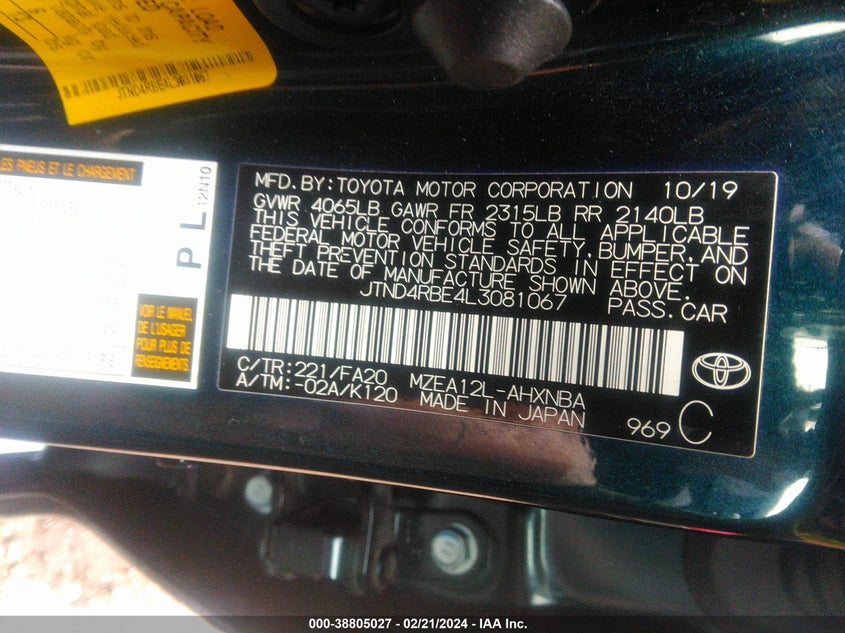 LOAD
CAPACITY
JTND4RBE4L3081067
LES PNEUS ET LE CHARGEMENT
12N10
PL
VOIR LE MANUEL
DE L'USAGER
POUR PLUS DE
RENSEIGNEMENTS.
MFD. BY: TOYOTA MOTOR CORPORATION 10/19
GVWR 4065LB GAWR FR 2315LB RR 2140LB
THIS VEHICLE CONFORMS TO ALL APPLICABLE
FEDERAL MOTOR VEHICLE SAFETY, BUMPER, AND
THEFT PREVENTION STANDARDS IN EFFECT ON
THE DATE OF MANUFACTURE SHOWN ABOVE.
JTND4RBE4L3081067 PASS. CAR
C/TR: 221/FA20 MZEA12L-AHXNBA
A/TM: -02A/K120 MADE IN JAPAN
969 C
000-38805027 - 02/21/2024 - IAA Inc.